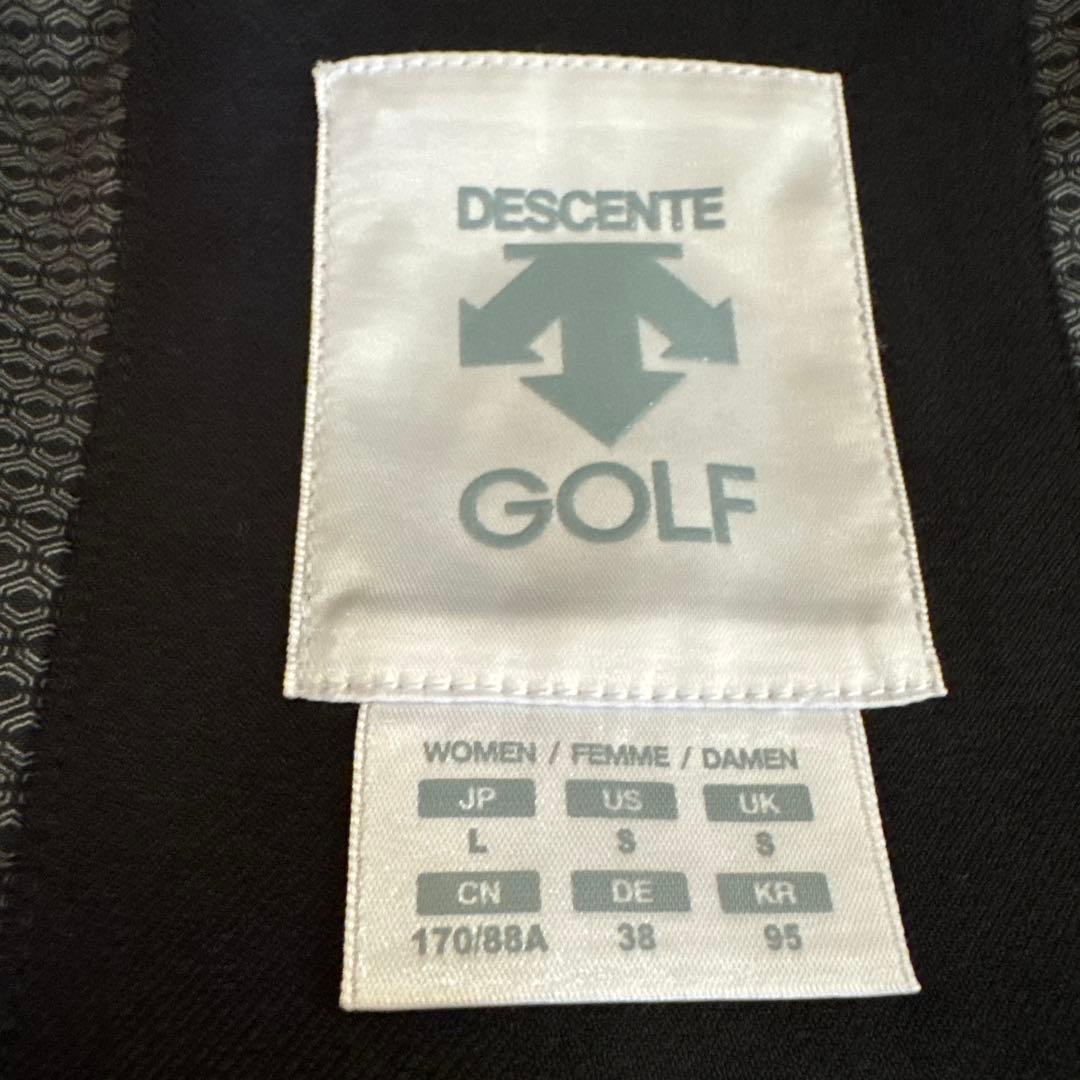 DESCENTE
GOLF
WOMEN / FEMME / DAMEN
JP US UK
L S S
CN DE KR
170/88A 38 95